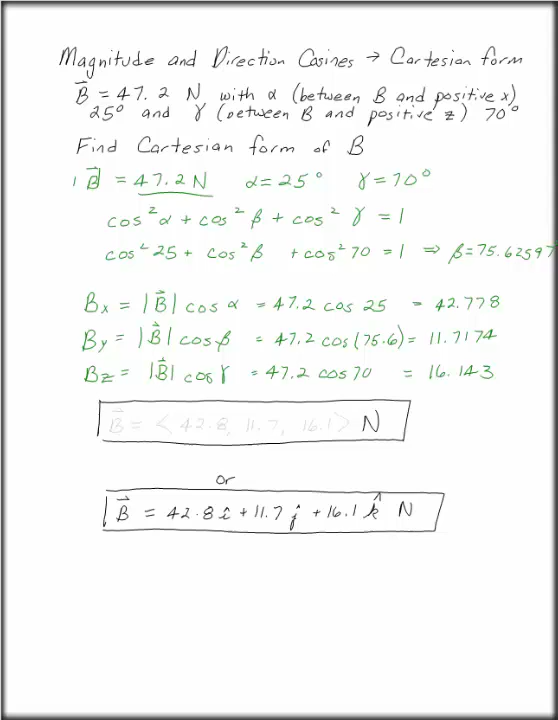 Magnitude and Direction Cosines → Cartesian form
B⃗ = 47.2 N with α (between B and positive x)
25° and γ (between B and positive z) 70°
Find Cartesian form of B
|B⃗| = 47.2 N α = 25° γ = 70°
cos²α + cos²β + cos²γ = 1
cos²25 + cos²β + cos²70 = 1 ⇒ β = 75.62597
Bx = |B⃗| cos α = 47.2 cos 25 = 42.778
By = |B⃗| cos β = 47.2 cos (75.6) = 11.7174
Bz = |B⃗| cos γ = 47.2 cos 70 = 16.143
B⃗ = < 42.8, 11.7, 16.1 > N
or
B⃗ = 42.8 î + 11.7 ĵ + 16.1 k̂ N